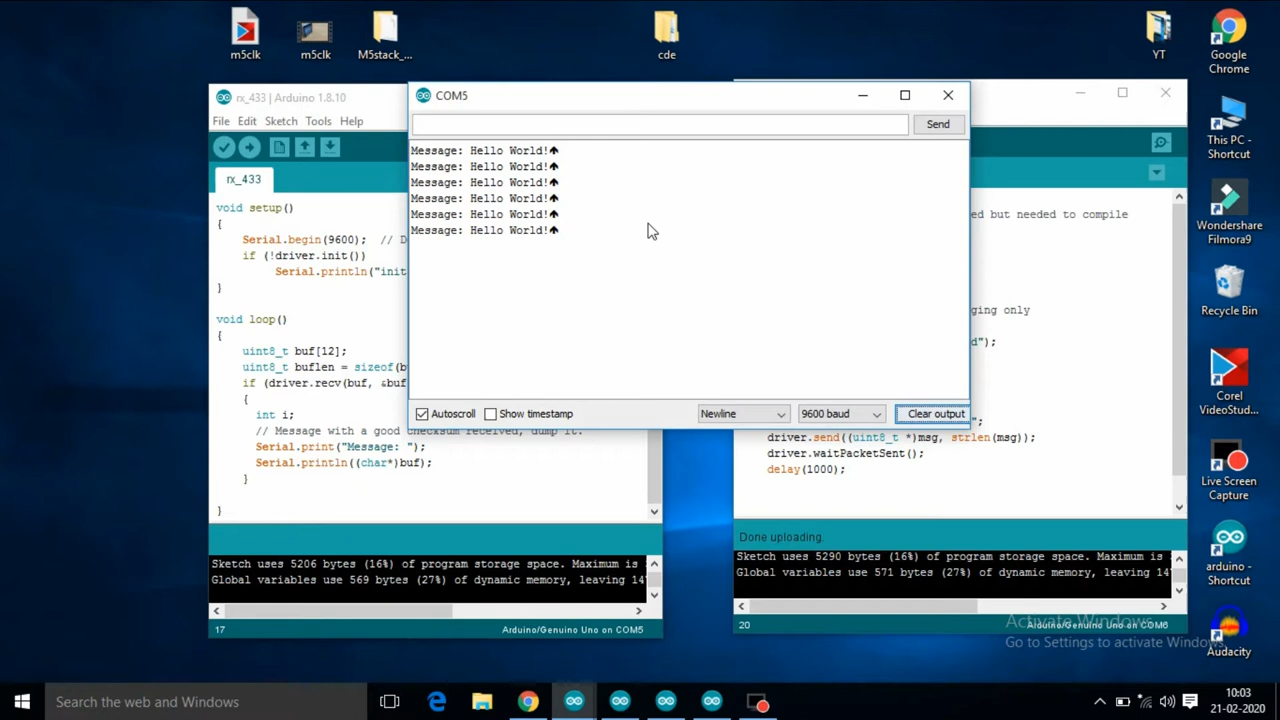 m5clk
m5clk
M5stack_...
cde
YT
Google
Chrome
This PC -
Shortcut
Wondershare
Filmora9
Recycle Bin
Corel
VideoStud...
Live Screen
Capture
arduino -
Shortcut
Audacity
rx_433 | Arduino 1.8.10
File Edit Sketch Tools Help
rx_433
void setup()
{
Serial.begin(9600); // D
if (!driver.init())
Serial.println("init
}
void loop()
{
uint8_t buf[12];
uint8_t buflen = sizeof(b
if (driver.recv(buf, &buf
{
int i;
// Message with a good checksum received, dump it.
Serial.print("Message: ");
Serial.println((char*)buf);
}
}
Sketch uses 5206 bytes (16%) of program storage space. Maximum is
Global variables use 569 bytes (27%) of dynamic memory, leaving 14
17
Arduino/Genuino Uno on COM5
COM5
Send
Message: Hello World!🡩
Message: Hello World!🡩
Message: Hello World!🡩
Message: Hello World!🡩
Message: Hello World!🡩
Message: Hello World!🡩
Autoscroll
Show timestamp
Newline
9600 baud
Clear output
ed but needed to compile
ging only
d");
";
driver.send((uint8_t *)msg, strlen(msg));
driver.waitPacketSent();
delay(1000);
Done uploading.
Sketch uses 5290 bytes (16%) of program storage space. Maximum is
Global variables use 571 bytes (27%) of dynamic memory, leaving 14
20
Arduino/Genuino Uno on COM6
Activate Windows
Go to Settings to activate Windows.
Search the web and Windows
10:03
21-02-2020